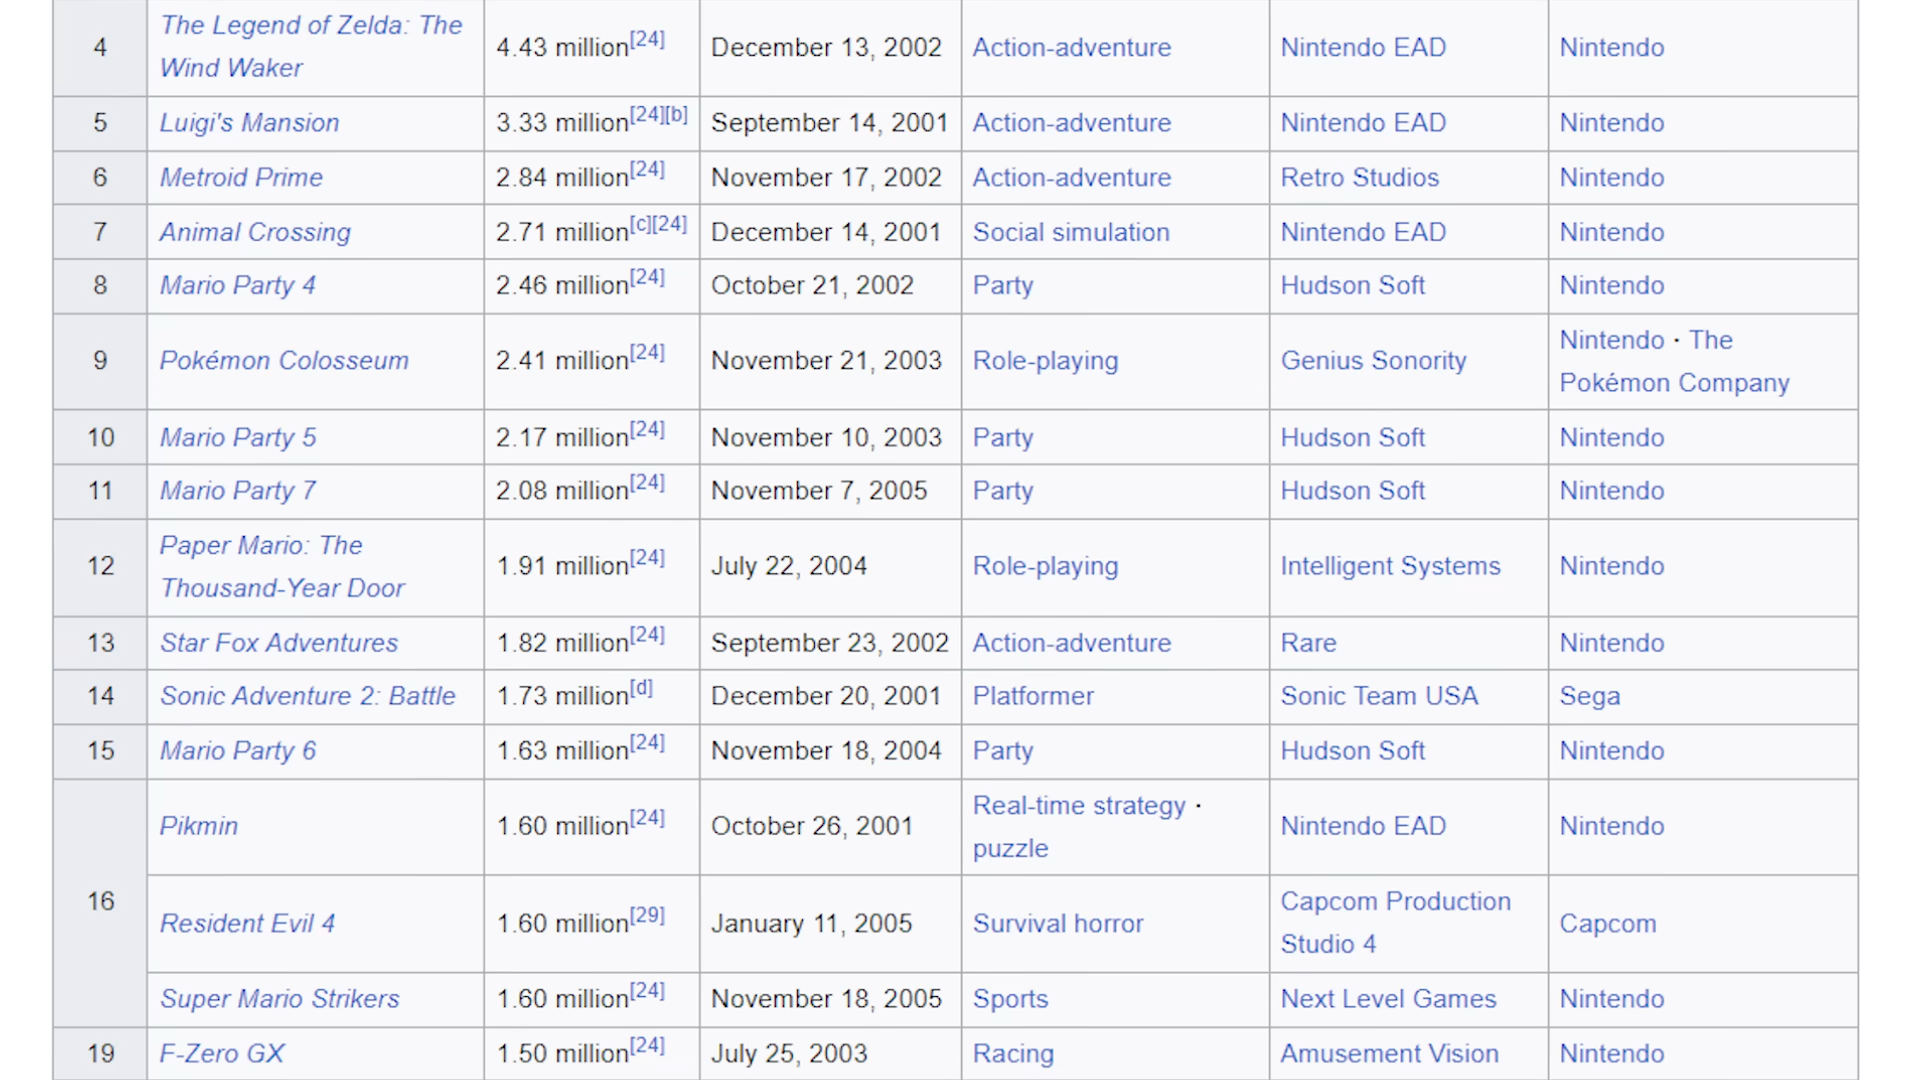 4 The Legend of Zelda: The Wind Waker 4.43 million[24] December 13, 2002 Action-adventure Nintendo EAD Nintendo
5 Luigi's Mansion 3.33 million[24][b] September 14, 2001 Action-adventure Nintendo EAD Nintendo
6 Metroid Prime 2.84 million[24] November 17, 2002 Action-adventure Retro Studios Nintendo
7 Animal Crossing 2.71 million[c][24] December 14, 2001 Social simulation Nintendo EAD Nintendo
8 Mario Party 4 2.46 million[24] October 21, 2002 Party Hudson Soft Nintendo
9 Pokémon Colosseum 2.41 million[24] November 21, 2003 Role-playing Genius Sonority Nintendo · The Pokémon Company
10 Mario Party 5 2.17 million[24] November 10, 2003 Party Hudson Soft Nintendo
11 Mario Party 7 2.08 million[24] November 7, 2005 Party Hudson Soft Nintendo
12 Paper Mario: The Thousand-Year Door 1.91 million[24] July 22, 2004 Role-playing Intelligent Systems Nintendo
13 Star Fox Adventures 1.82 million[24] September 23, 2002 Action-adventure Rare Nintendo
14 Sonic Adventure 2: Battle 1.73 million[d] December 20, 2001 Platformer Sonic Team USA Sega
15 Mario Party 6 1.63 million[24] November 18, 2004 Party Hudson Soft Nintendo
16 Pikmin 1.60 million[24] October 26, 2001 Real-time strategy · puzzle Nintendo EAD Nintendo
Resident Evil 4 1.60 million[29] January 11, 2005 Survival horror Capcom Production Studio 4 Capcom
Super Mario Strikers 1.60 million[24] November 18, 2005 Sports Next Level Games Nintendo
19 F-Zero GX 1.50 million[24] July 25, 2003 Racing Amusement Vision Nintendo